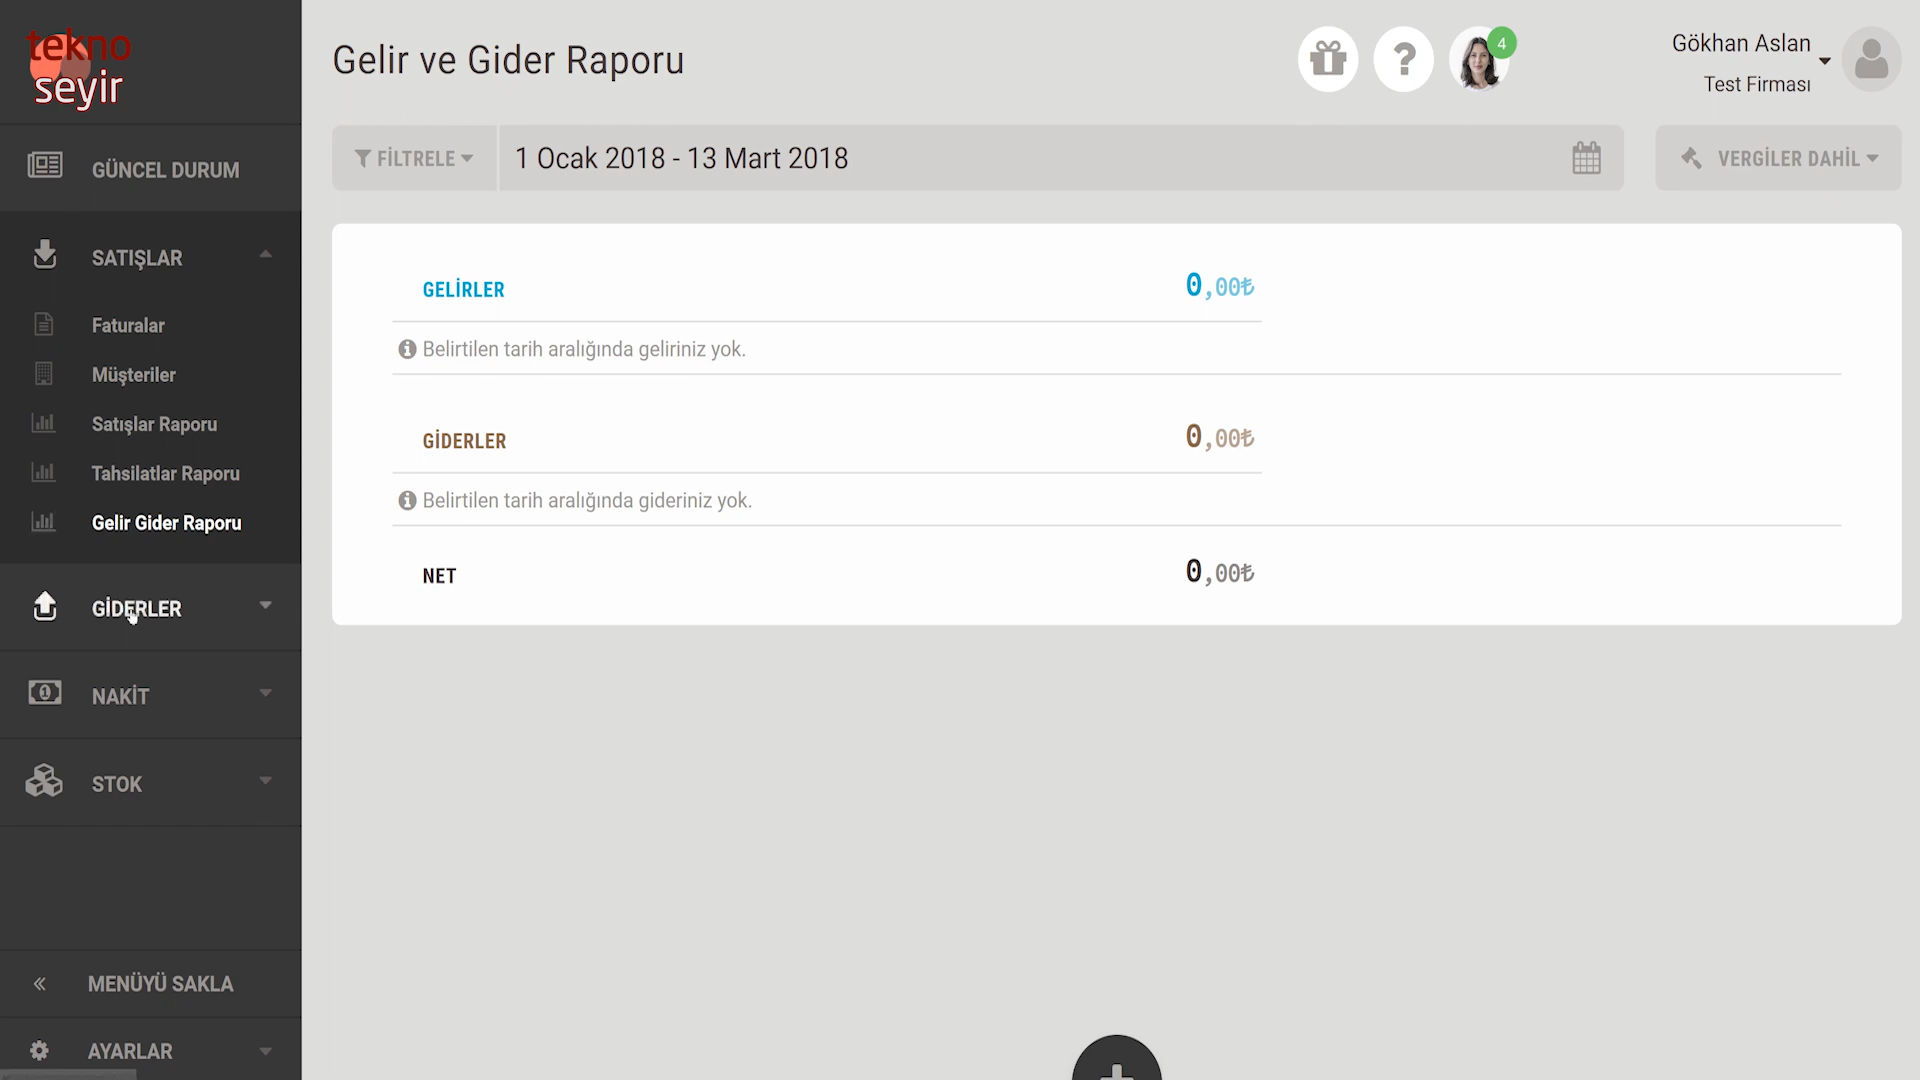 tekno
seyir
GÜNCEL DURUM
SATIŞLAR
Faturalar
Müşteriler
Satışlar Raporu
Tahsilatlar Raporu
Gelir Gider Raporu
GİDERLER
NAKİT
STOK
MENÜYÜ SAKLA
AYARLAR
Gelir ve Gider Raporu
?
4
Gökhan Aslan
Test Firması
FİLTRELE
1 Ocak 2018 - 13 Mart 2018
VERGİLER DAHİL
GELİRLER 0,00₺
Belirtilen tarih aralığında geliriniz yok.
GİDERLER 0,00₺
Belirtilen tarih aralığında gideriniz yok.
NET 0,00₺